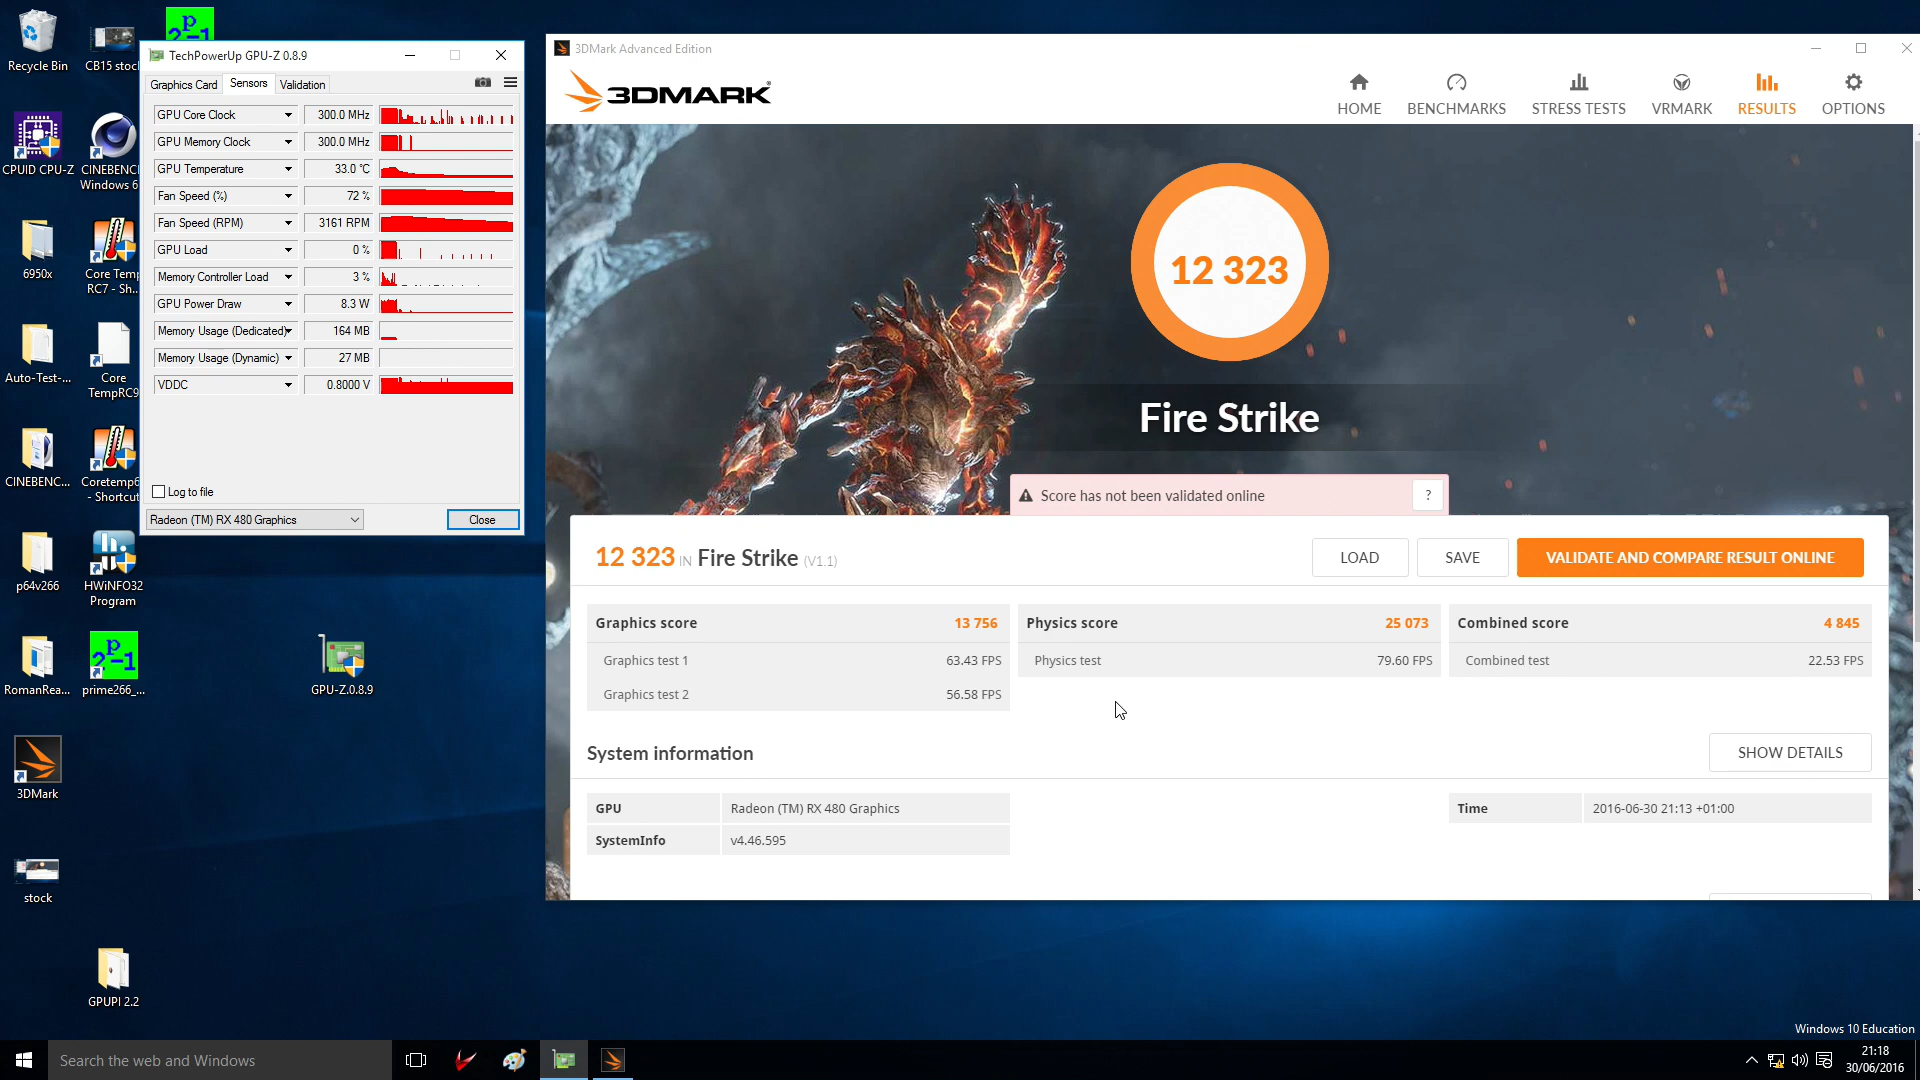 Recycle Bin
CB15 stoc
CPUID CPU-Z
CINEBENC
Windows 6
6950x
Core Temp
RC7 - Sh...
Auto-Test-...
Core
TempRC9
CINEBENC...
Coretemp6
- Shortcut
p64v266
HWiNFO32
Program
RomanRea...
prime266_...
GPU-Z.0.8.9
3DMark
stock
GPUPI 2.2
TechPowerUp GPU-Z 0.8.9
Graphics Card Sensors Validation
GPU Core Clock 300.0 MHz
GPU Memory Clock 300.0 MHz
GPU Temperature 33.0 °C
Fan Speed (%) 72 %
Fan Speed (RPM) 3161 RPM
GPU Load 0 %
Memory Controller Load 3 %
GPU Power Draw 8.3 W
Memory Usage (Dedicated) 164 MB
Memory Usage (Dynamic) 27 MB
VDDC 0.8000 V
Log to file
Radeon (TM) RX 480 Graphics Close
3DMark Advanced Edition
3DMARK®
HOME BENCHMARKS STRESS TESTS VRMARK RESULTS OPTIONS
12 323
Fire Strike
Score has not been validated online ?
12 323 IN Fire Strike (V1.1) LOAD SAVE VALIDATE AND COMPARE RESULT ONLINE
Graphics score 13 756 Physics score 25 073 Combined score 4 845
Graphics test 1 63.43 FPS Physics test 79.60 FPS Combined test 22.53 FPS
Graphics test 2 56.58 FPS
System information SHOW DETAILS
GPU Radeon (TM) RX 480 Graphics Time 2016-06-30 21:13 +01:00
SystemInfo v4.46.595
Windows 10 Education
Search the web and Windows
21:18
30/06/2016